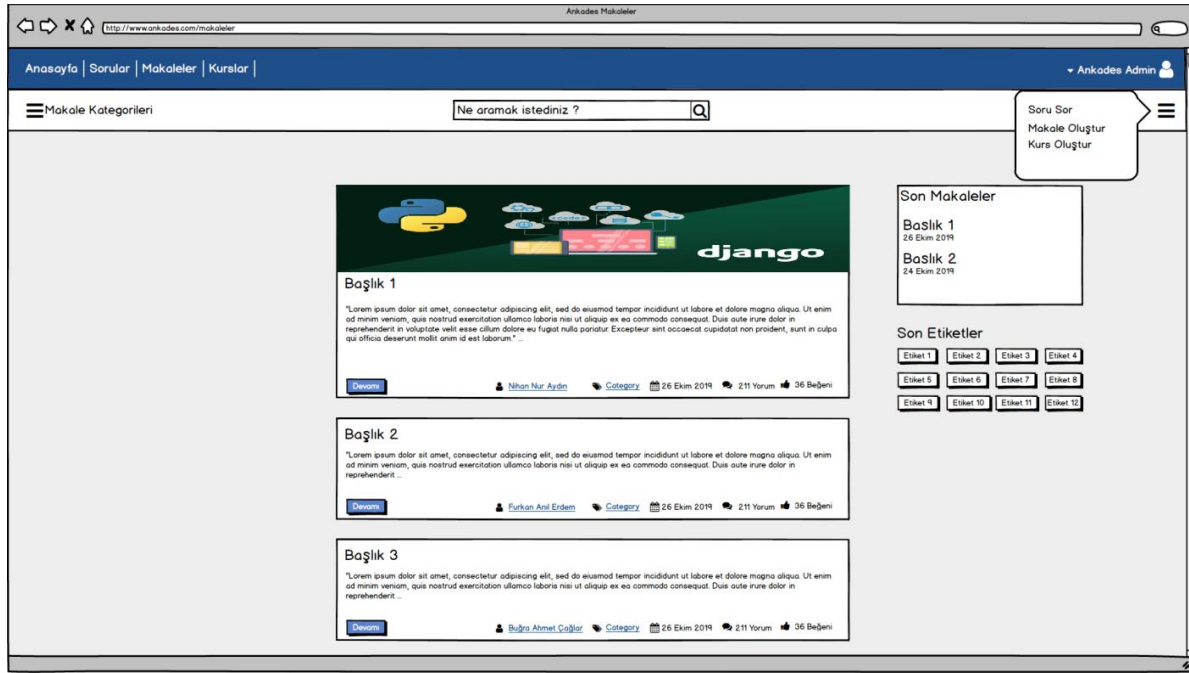 Ankades Makaleler
http://www.ankades.com/makaleler
Anasayfa | Sorular | Makaleler | Kurslar |
Ankades Admin
Makale Kategorileri
Ne aramak istediniz ?
Soru Sor
Makale Oluştur
Kurs Oluştur
django
Başlık 1
"Lorem ipsum dolor sit amet, consectetur adipiscing elit, sed do eiusmod tempor incididunt ut labore et dolore magna aliqua. Ut enim
ad minim veniam, quis nostrud exercitation ullamco laboris nisi ut aliquip ex ea commodo consequat. Duis aute irure dolor in
reprehenderit in voluptate velit esse cillum dolore eu fugiat nulla pariatur. Excepteur sint occaecat cupidatat non proident, sunt in culpa
qui officia deserunt mollit anim id est laborum." ...
Devamı Nihan Nur Aydın Category 26 Ekim 2019 211 Yorum 36 Beğeni
Başlık 2
"Lorem ipsum dolor sit amet, consectetur adipiscing elit, sed do eiusmod tempor incididunt ut labore et dolore magna aliqua. Ut enim
ad minim veniam, quis nostrud exercitation ullamco laboris nisi ut aliquip ex ea commodo consequat. Duis aute irure dolor in
reprehenderit ...
Devamı Furkan Anıl Erdem Category 26 Ekim 2019 211 Yorum 36 Beğeni
Başlık 3
"Lorem ipsum dolor sit amet, consectetur adipiscing elit, sed do eiusmod tempor incididunt ut labore et dolore magna aliqua. Ut enim
ad minim veniam, quis nostrud exercitation ullamco laboris nisi ut aliquip ex ea commodo consequat. Duis aute irure dolor in
reprehenderit ...
Devamı Buğra Ahmet Çağlar Category 26 Ekim 2019 211 Yorum 36 Beğeni
Son Makaleler
Baslık 1
26 Ekim 2019
Baslık 2
24 Ekim 2019
Son Etiketler
Etiket 1 Etiket 2 Etiket 3 Etiket 4
Etiket 5 Etiket 6 Etiket 7 Etiket 8
Etiket 9 Etiket 10 Etiket 11 Etiket 12